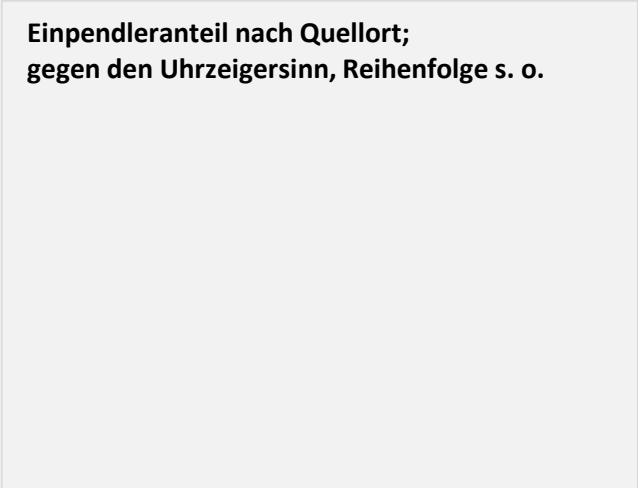 Einpendleranteil nach Quellort;
gegen den Uhrzeigersinn, Reihenfolge s. o.